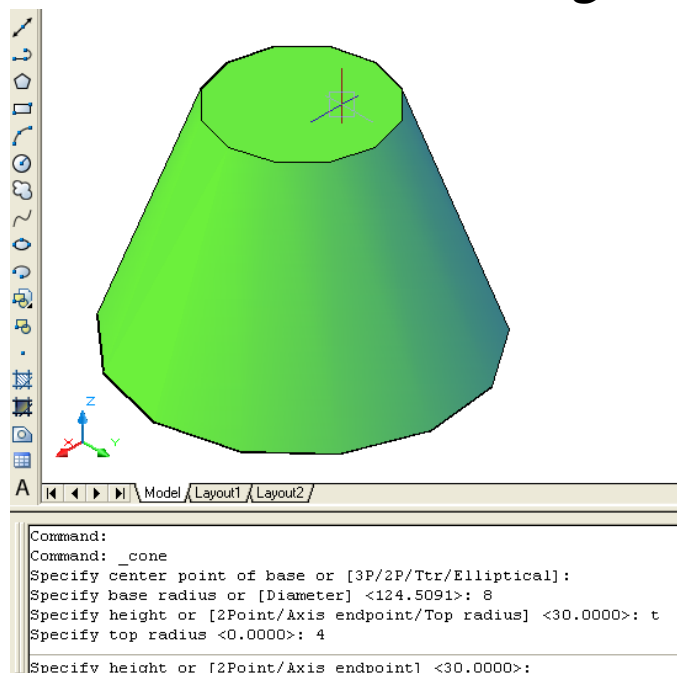 Z
X
Y
A
Model
Layout1
Layout2
Command:
Command: _cone
Specify center point of base or [3P/2P/Ttr/Elliptical]:
Specify base radius or [Diameter] <124.5091>: 8
Specify height or [2Point/Axis endpoint/Top radius] <30.0000>: t
Specify top radius <0.0000>: 4
Specify height or [2Point/Axis endpoint] <30.0000>: